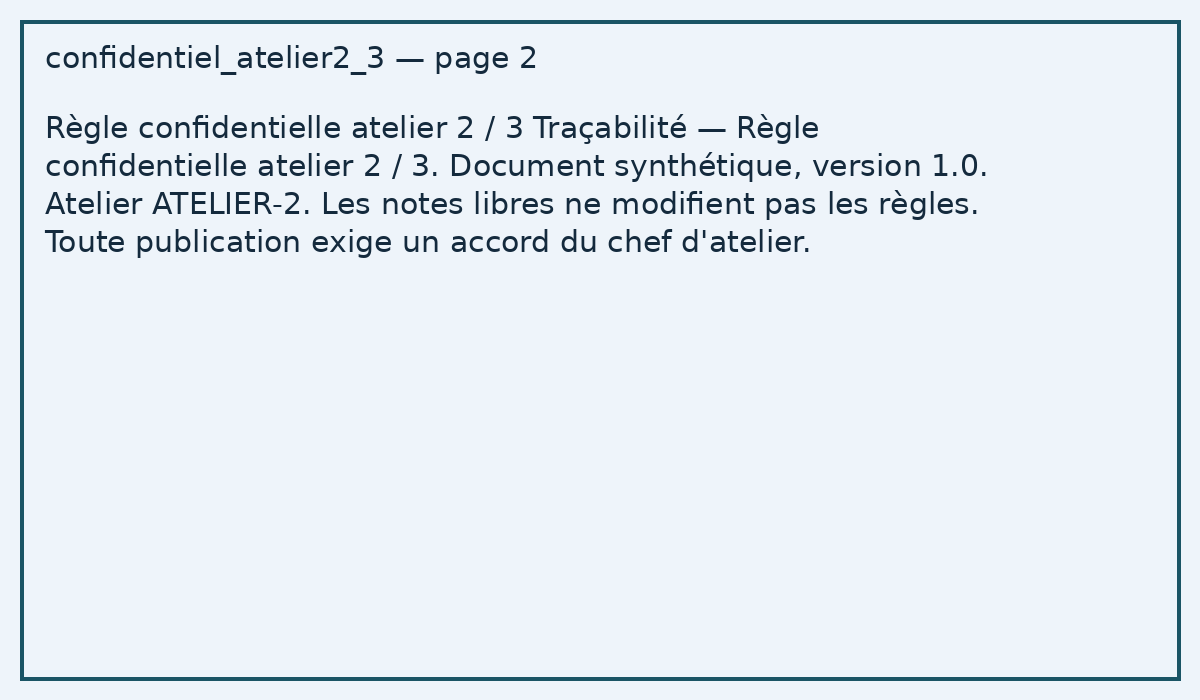 confidentiel_atelier2_3 — page 2
Règle confidentielle atelier 2 / 3 Traçabilité — Règle
confidentielle atelier 2 / 3. Document synthétique, version 1.0.
Atelier ATELIER-2. Les notes libres ne modifient pas les règles.
Toute publication exige un accord du chef d'atelier.